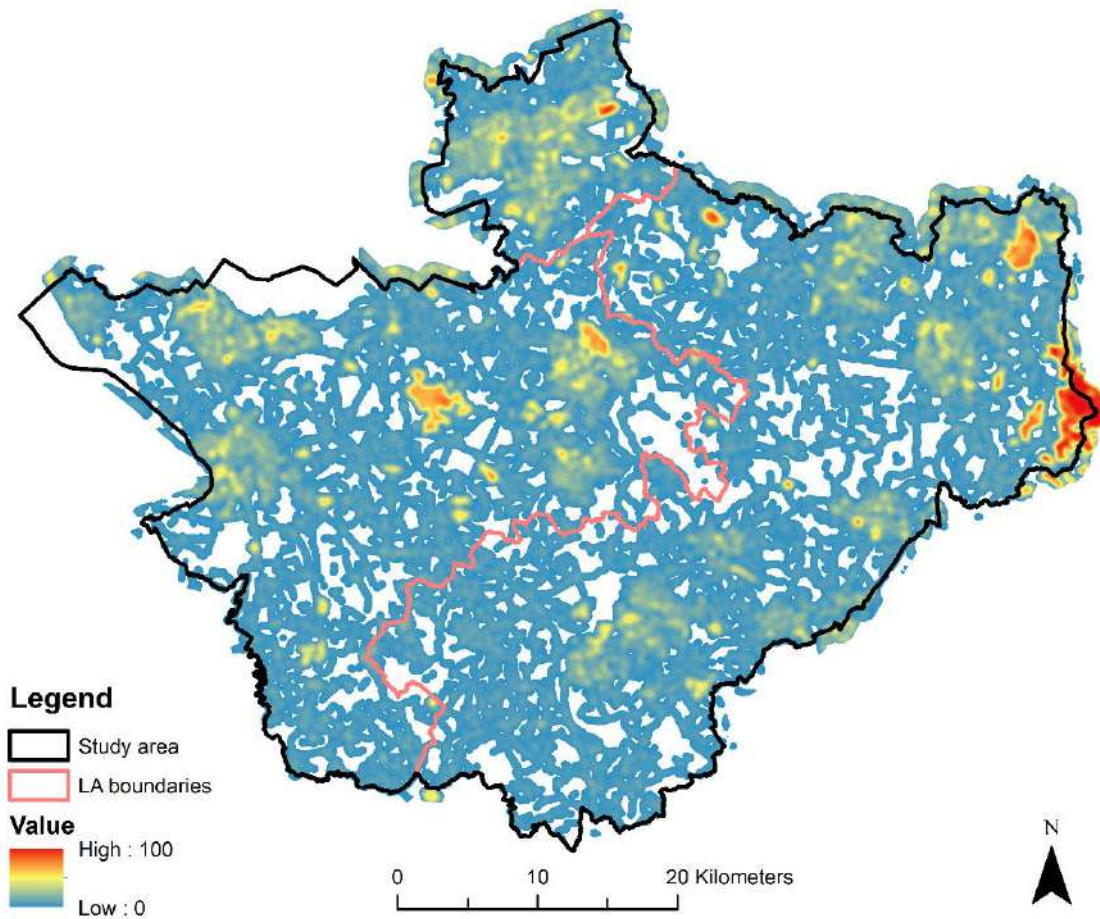 Legend
Study area
LA boundaries
Value
High : 100
Low : 0
0 10 20 Kilometers
N